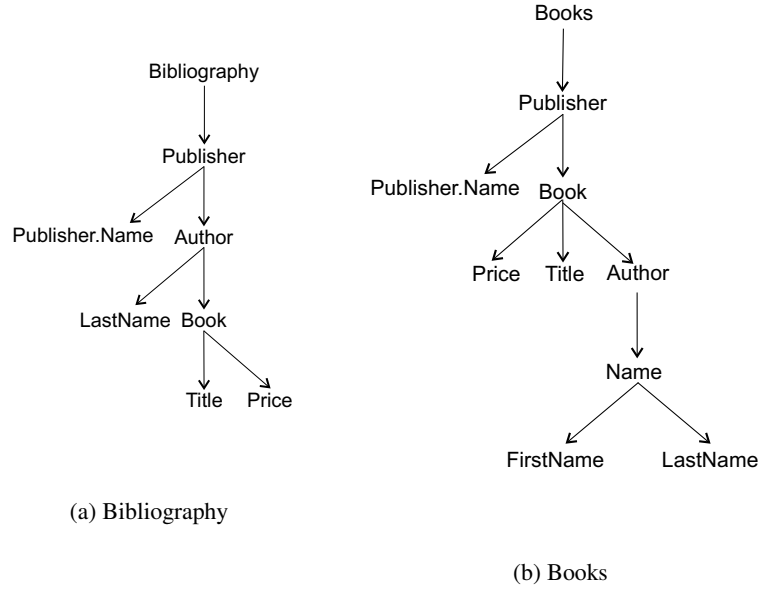 Bibliography
Publisher
Publisher.Name
Author
LastName
Book
Title
Price
(a) Bibliography
Books
Publisher
Publisher.Name
Book
Price
Title
Author
Name
FirstName
LastName
(b) Books